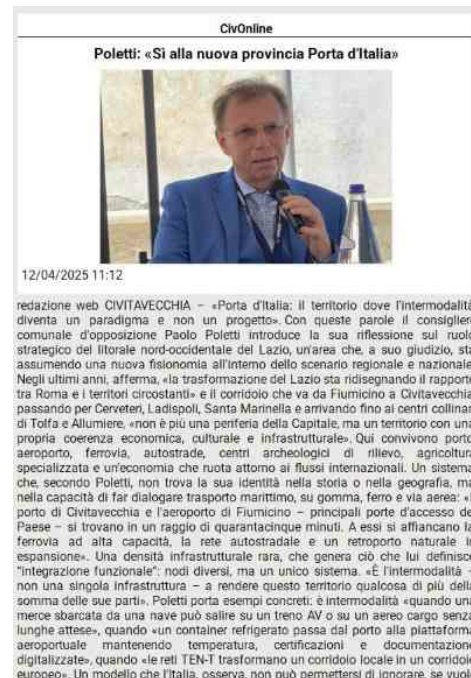 CivOnline
Poletti: «Sì alla nuova provincia Porta d'Italia»
12/04/2025 11:12
redazione web CIVITAVECCHIA – «Porta d'Italia: il territorio dove l'intermodalità
diventa un paradigma e non un progetto». Con queste parole il consigliere
comunale d'opposizione Paolo Poletti introduce la sua riflessione sul ruolo
strategico del litorale nord-occidentale del Lazio, un'area che, a suo giudizio, sta
assumendo una nuova fisionomia all'interno dello scenario regionale e nazionale.
Negli ultimi anni, afferma, «la trasformazione del Lazio sta ridisegnando il rapporto
tra Roma e i territori circostanti» e il corridoio che va da Fiumicino a Civitavecchia,
passando per Cerveteri, Ladispoli, Santa Marinella e arrivando fino ai centri collinari
di Tolfa e Allumiere, «non è più una periferia della Capitale, ma un territorio con una
propria coerenza economica, culturale e infrastrutturale». Qui convivono porto,
aeroporto, ferrovia, autostrade, centri archeologici di rilievo, agricoltura
specializzata e un'economia che ruota attorno ai flussi internazionali. Un sistema
che, secondo Poletti, non trova la sua identità nella storia o nella geografia, ma
nella capacità di far dialogare trasporto marittimo, su gomma, ferro e via aerea: «il
porto di Civitavecchia e l'aeroporto di Fiumicino – principali porte d'accesso del
Paese – si trovano in un raggio di quarantacinque minuti. A essi si affiancano la
ferrovia ad alta capacità, la rete autostradale e un retroporto naturale in
espansione». Una densità infrastrutturale rara, che genera ciò che lui definisce
"integrazione funzionale": nodi diversi, ma un unico sistema. «È l'intermodalità –
non una singola infrastruttura – a rendere questo territorio qualcosa di più della
somma delle sue parti». Poletti porta esempi concreti: è intermodalità «quando una
merce sbarcata da una nave può salire su un treno AV o su un aereo cargo senza
lunghe attese», quando «un container refrigerato passa dal porto alla piattaforma
aeroportuale mantenendo temperatura, certificazioni e documentazione
digitalizzate», quando «le reti TEN-T trasformano un corridoio locale in un corridoio
europeo». Un modello che l'Italia, osserva, non può permettersi di ignorare, se vuole